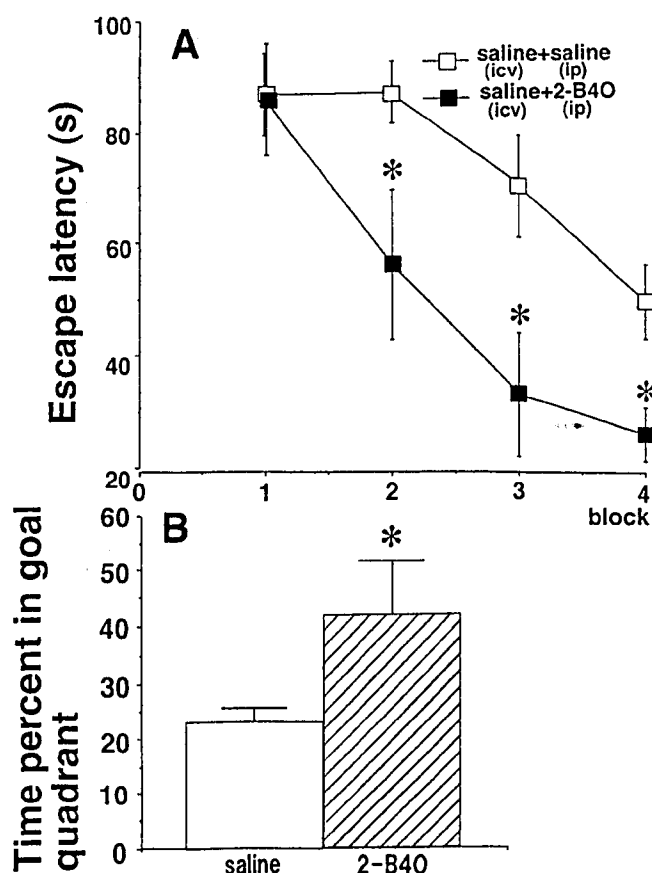 A
saline+saline
(icv) (ip)
saline+2-B4O
(icv) (ip)
Escape latency (s)
100
80
60
40
20
*
*
*
0 1 2 3 4
block
B
Time percent in goal
quadrant
60
50
40
30
20
10
0
*
saline 2-B4O